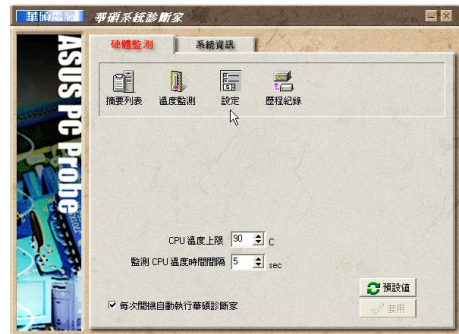 華碩電腦 華碩系統診斷家
ASUS PC Probe
硬體監測 系統資訊
摘要列表 溫度監測 設定 歷程紀錄
CPU 溫度上限 90 C
監測 CPU 溫度時間間隔 5 sec
每次開機自動執行華碩診斷家
預設值
套用